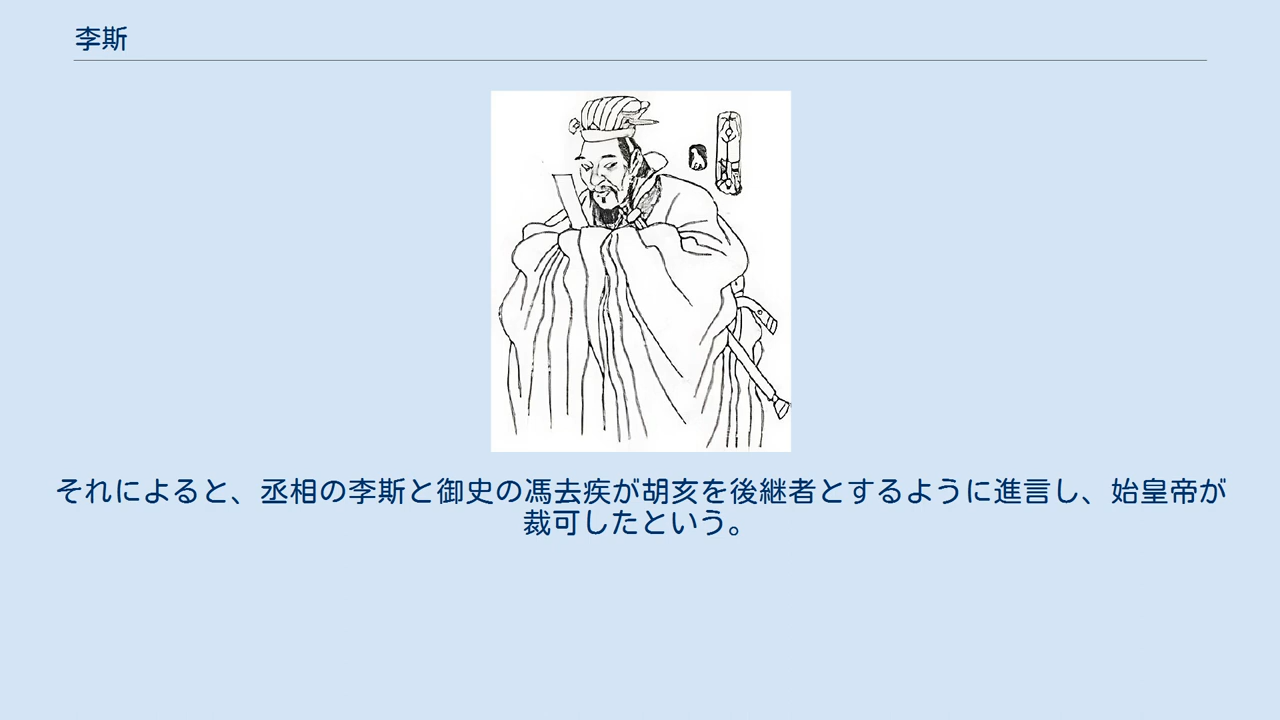 李斯
それによると、丞相の李斯と御史の馮去疾が胡亥を後継者とするように進言し、始皇帝が
裁可したという。